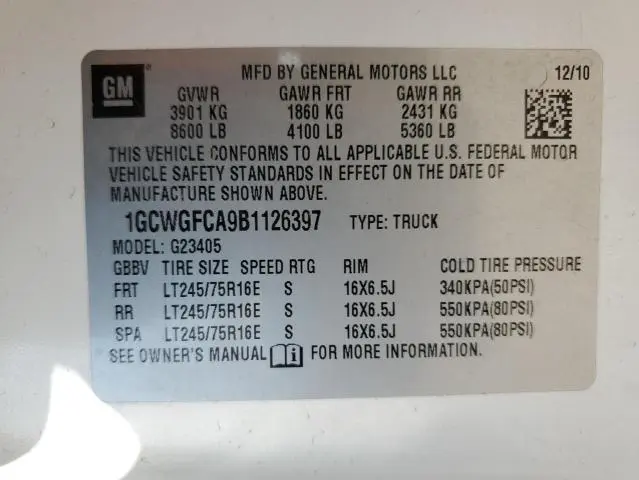 GM MFD BY GENERAL MOTORS LLC 12/10
GVWR GAWR FRT GAWR RR
3901 KG 1860 KG 2431 KG
8600 LB 4100 LB 5360 LB
THIS VEHICLE CONFORMS TO ALL APPLICABLE U.S. FEDERAL MOTOR
VEHICLE SAFETY STANDARDS IN EFFECT ON THE DATE OF
MANUFACTURE SHOWN ABOVE.
1GCWGFCA9B1126397 TYPE: TRUCK
MODEL: G23405
GBBV TIRE SIZE SPEED RTG RIM COLD TIRE PRESSURE
FRT LT245/75R16E S 16X6.5J 340KPA(50PSI)
RR LT245/75R16E S 16X6.5J 550KPA(80PSI)
SPA LT245/75R16E S 16X6.5J 550KPA(80PSI)
SEE OWNER'S MANUAL FOR MORE INFORMATION.